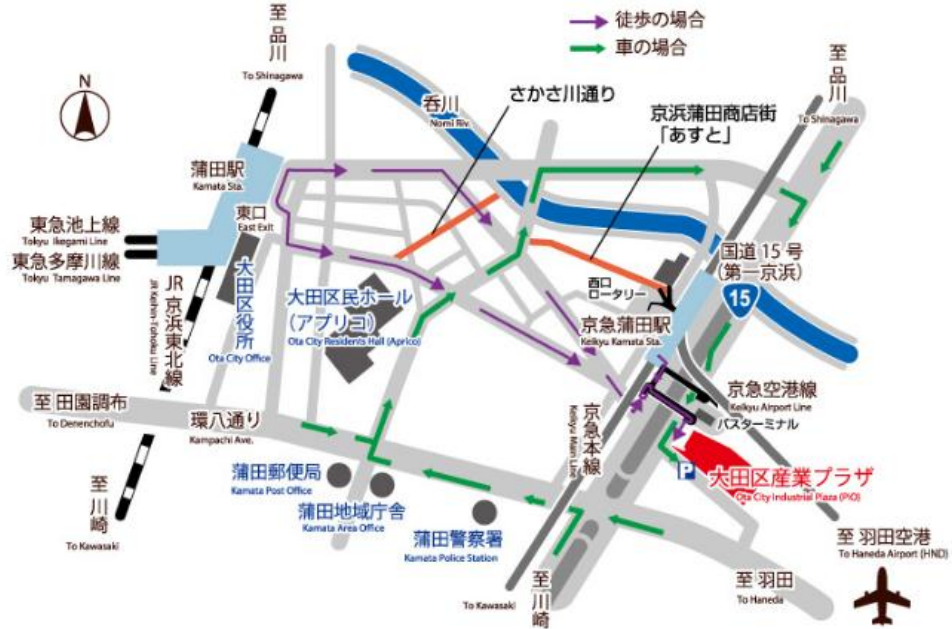 徒歩の場合
車の場合
N
至品川
To Shinagawa
呑川
Nomi Riv.
さかさ川通り
京浜蒲田商店街
「あすと」
至品川
To Shinagawa
蒲田駅
Kamata Sta.
東口
East Exit
東急池上線
Tokyu Ikegami Line
東急多摩川線
Tokyu Tamagawa Line
JR京浜東北線
JR Keihin-Tohoku Line
大田区役所
Ota City Office
大田区民ホール
(アプリコ)
Ota City Residents Hall (Aprico)
西口
ロータリー
京急蒲田駅
Keikyu Kamata Sta.
国道15号
(第一京浜)
15
京急空港線
Keikyu Airport Line
バスターミナル
至 田園調布
To Denenchofu
環八通り
Kampachi Ave.
京急本線
Keikyu Main Line
P
大田区産業プラザ
Ota City Industrial Plaza (PiO)
蒲田郵便局
Kamata Post Office
蒲田地域庁舎
Kamata Area Office
蒲田警察署
Kamata Police Station
至川崎
To Kawasaki
至川崎
To Kawasaki
至 羽田
To Haneda
至 羽田空港
To Haneda Airport (HND)